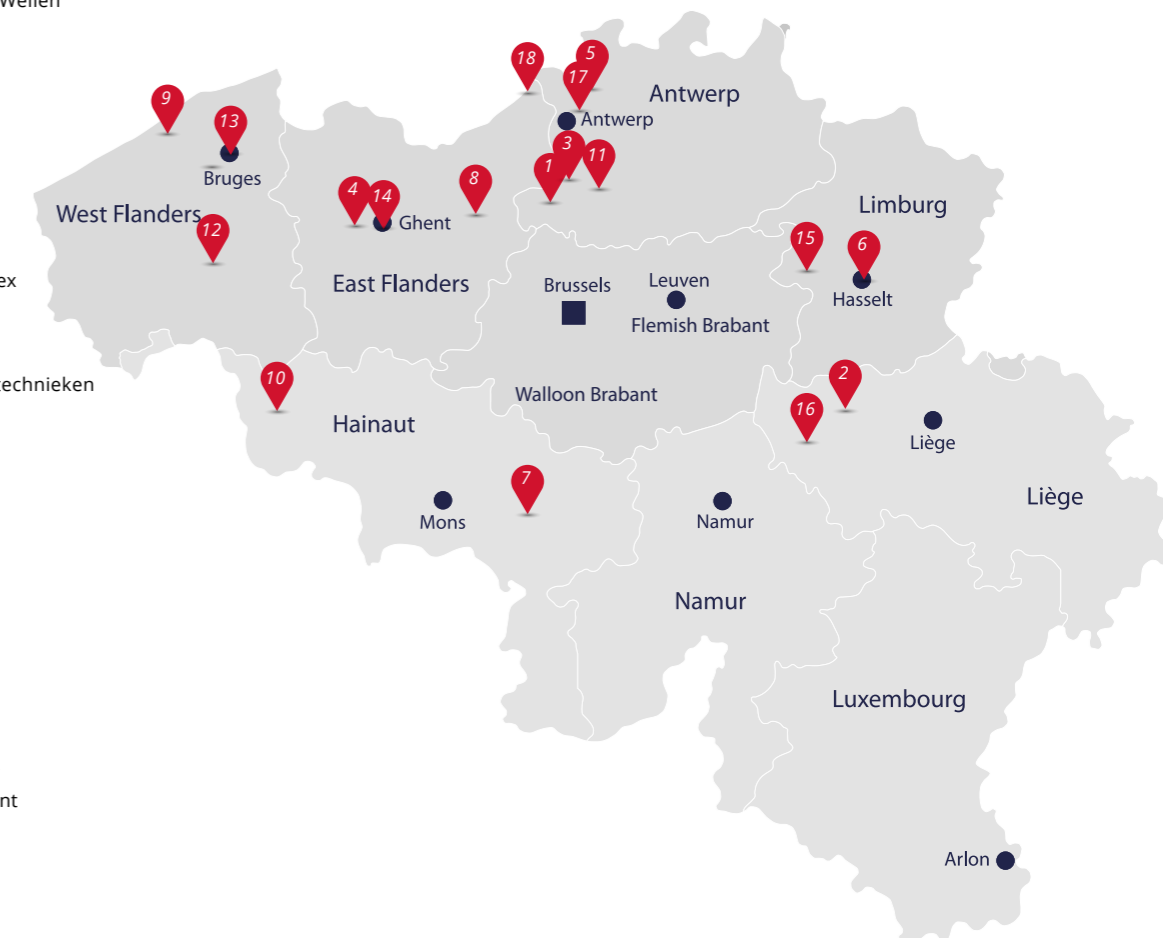 Wellen
5
18
17
9
Antwerp
13
Antwerp
3
11
1
Bruges
8
4
14
West Flanders
Limburg
12
Ghent
15
6
East Flanders
Brussels
Leuven
ex
Hasselt
Flemish Brabant
10
2
technieken
Walloon Brabant
16
Hainaut
Liège
7
Liège
Mons
Namur
Namur
Luxembourg
nt
Arlon